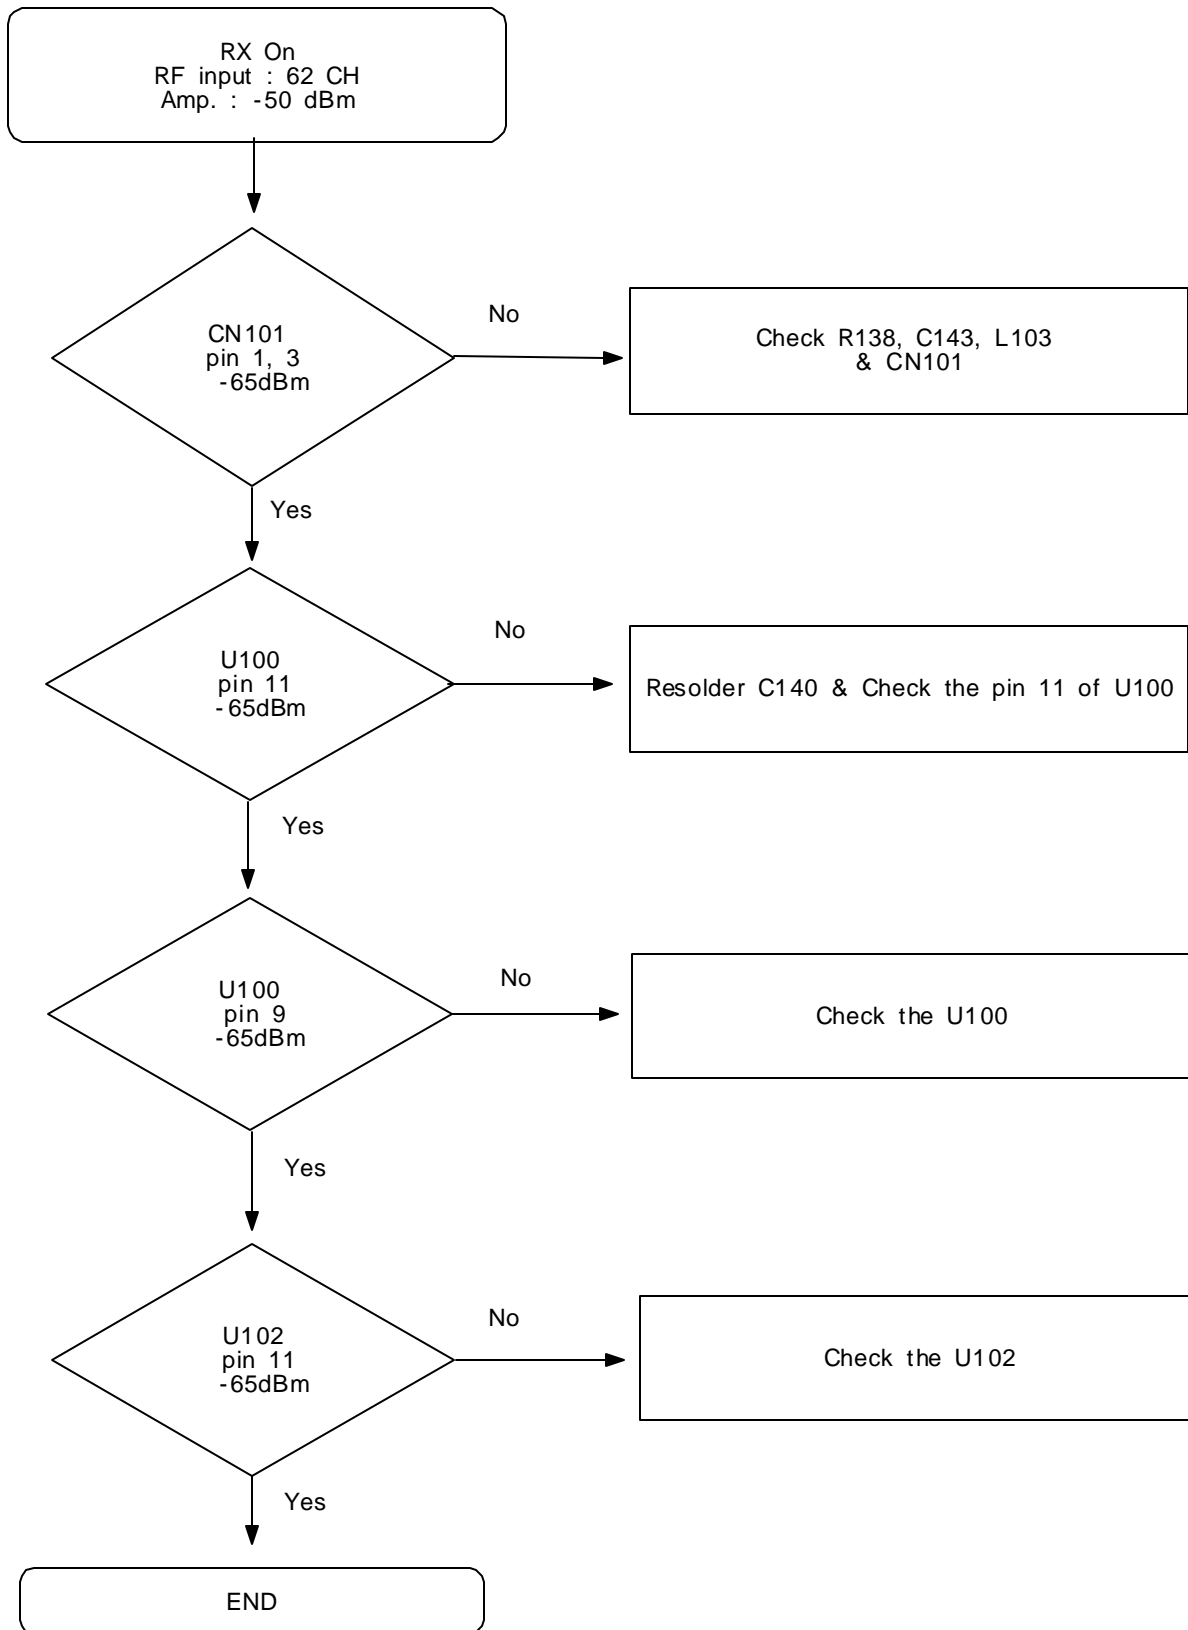 RX On
RF input : 62 CH
Amp. : -50 dBm
CN101
pin 1, 3
-65dBm
No
Check R138, C143, L103
& CN101
Yes
U100
pin 11
-65dBm
No
Resolder C140 & Check the pin 11 of U100
Yes
U100
pin 9
-65dBm
No
Check the U100
Yes
U102
pin 11
-65dBm
No
Check the U102
Yes
END